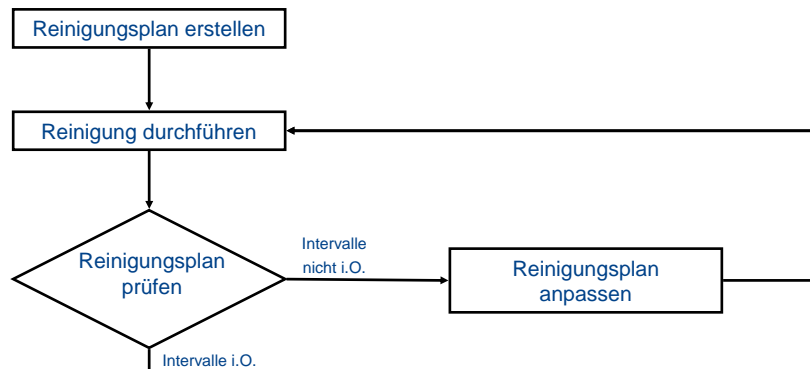 Reinigungsplan erstellen
Reinigung durchführen
Reinigungsplan
prüfen
Intervalle
nicht i.O.
Reinigungsplan
anpassen
Intervalle i.O.